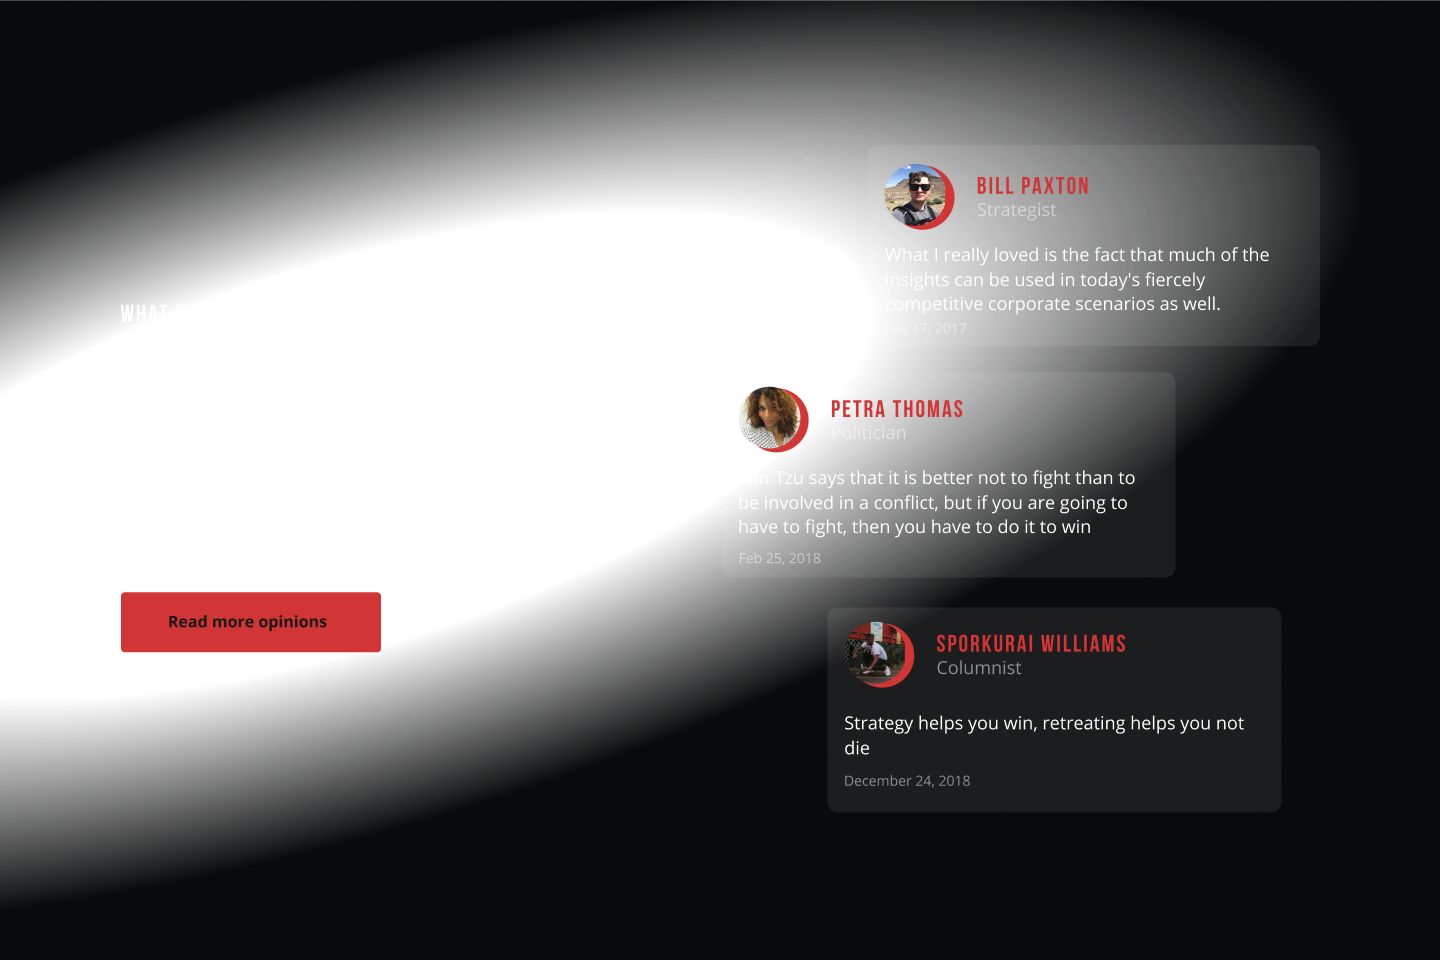 WHAT
Read more opinions
BILL PAXTON
Strategist
What I really loved is the fact that much of the
insights can be used in today's fiercely
competitive corporate scenarios as well.
Feb 17, 2017
PETRA THOMAS
Politician
Tzu says that it is better not to fight than to
be involved in a conflict, but if you are going to
have to fight, then you have to do it to win
Feb 25, 2018
SPORKURAI WILLIAMS
Columnist
Strategy helps you win, retreating helps you not
die
December 24, 2018